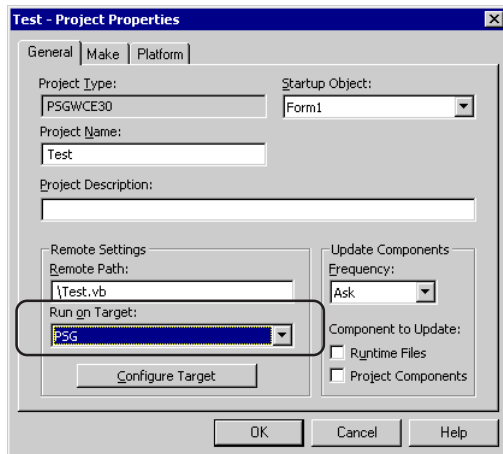 Test - Project Properties
General Make Platform
Project Type:
PSGWCE30
Startup Object:
Form1
Project Name:
Test
Project Description:
Remote Settings
Remote Path:
\Test.vb
Run on Target:
PSG
Configure Target
Update Components
Frequency:
Ask
Component to Update:
Runtime Files
Project Components
OK Cancel Help